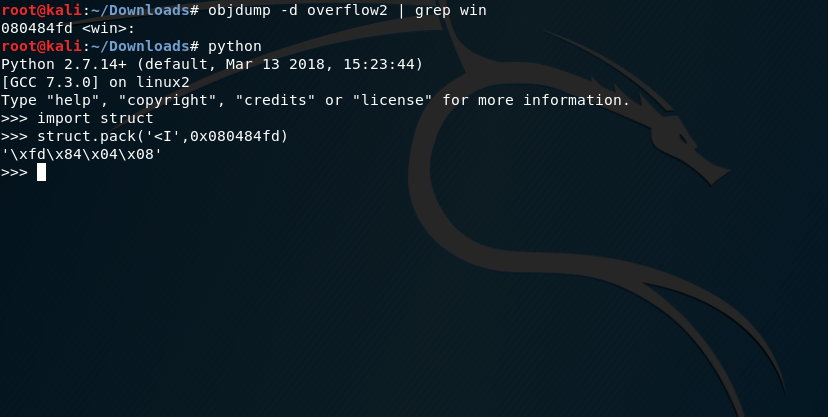 root@kali:~/Downloads# objdump -d overflow2 | grep win
080484fd <win>:
root@kali:~/Downloads# python
Python 2.7.14+ (default, Mar 13 2018, 15:23:44)
[GCC 7.3.0] on linux2
Type "help", "copyright", "credits" or "license" for more information.
>>> import struct
>>> struct.pack('<I',0x080484fd)
'\xfd\x84\x04\x08'
>>>